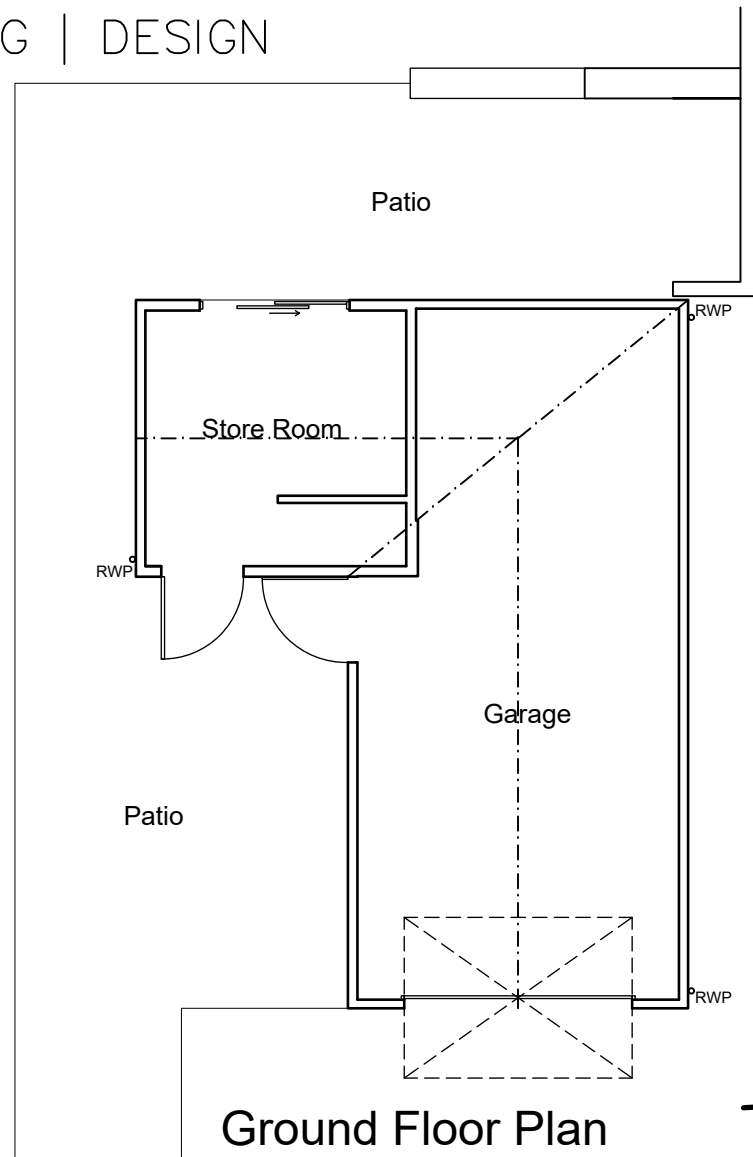 G | DESIGN
Patio
RWP
Store Room
RWP
Garage
Patio
RWP
Ground Floor Plan